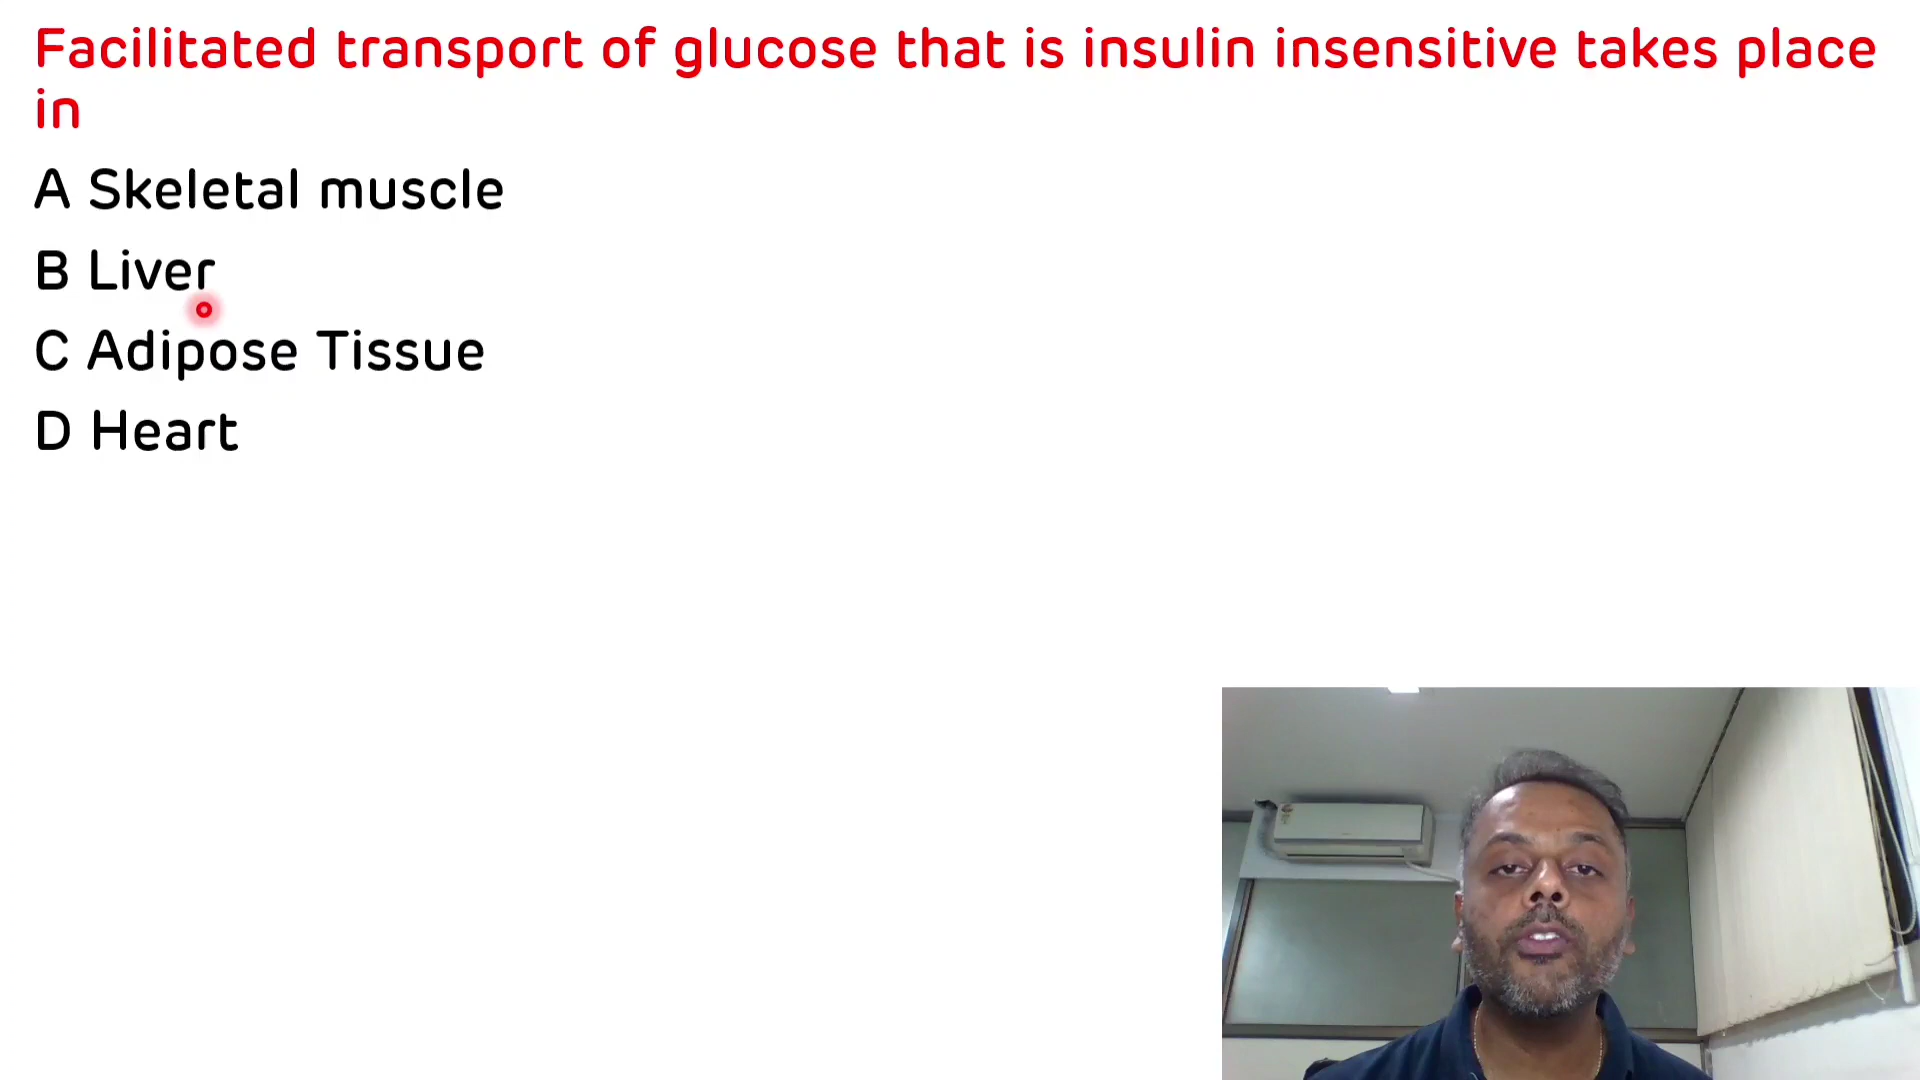 Facilitated transport of glucose that is insulin insensitive takes place
in
A Skeletal muscle
B Liver
C Adipose Tissue
D Heart